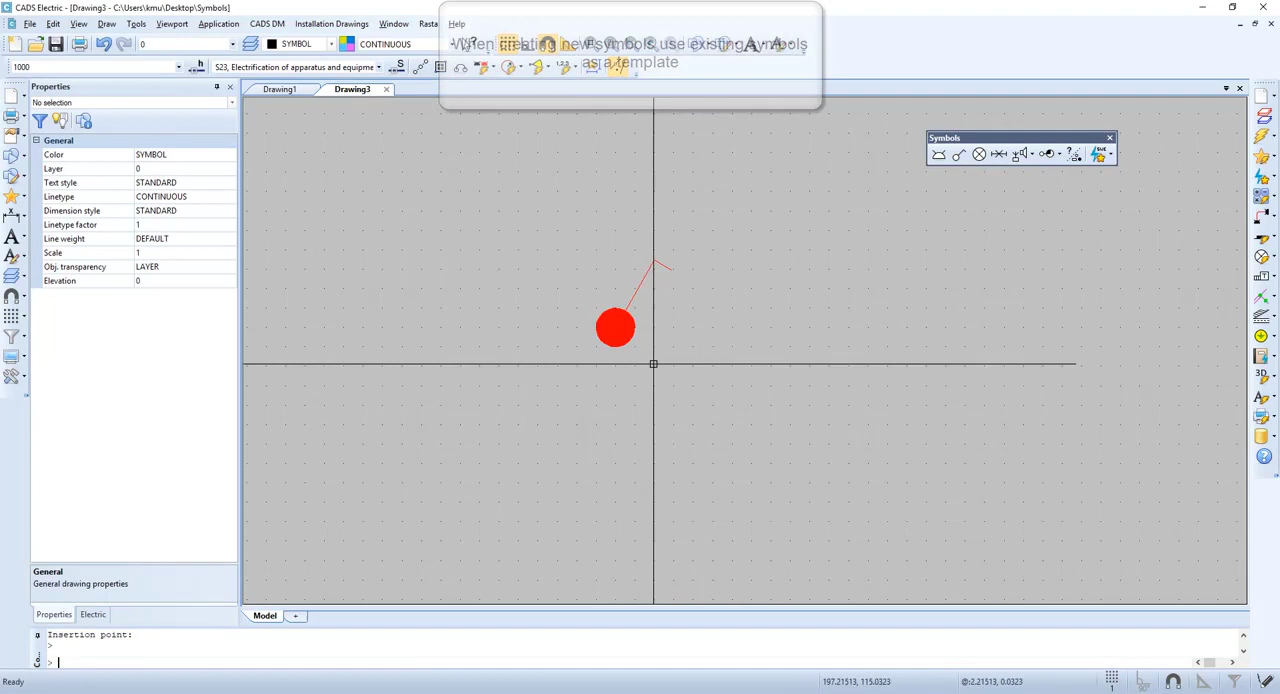 CADS Electric - [Drawing3 - C:\Users\kmu\Desktop\Symbols]
File Edit View Draw Tools Viewport Application CADS DM Installation Drawings Window Rasta Help
0 SYMBOL CONTINUOUS
When creating new symbols use existing symbols
as a template
1000 S23, Electrification of apparatus and equipme
Properties
No selection
Drawing1 Drawing3
General
Color SYMBOL
Layer 0
Text style STANDARD
Linetype CONTINUOUS
Dimension style STANDARD
Linetype factor 1
Line weight DEFAULT
Scale 1
Obj. transparency LAYER
Elevation 0
Symbols
General
General drawing properties
Properties Electric
Model +
Insertion point:
>
>
Ready 197.21513, 115.0323 @:2.21513, 0.0323